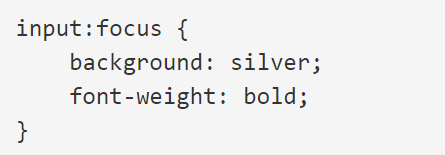 input:focus {
    background: silver;
    font-weight: bold;
}